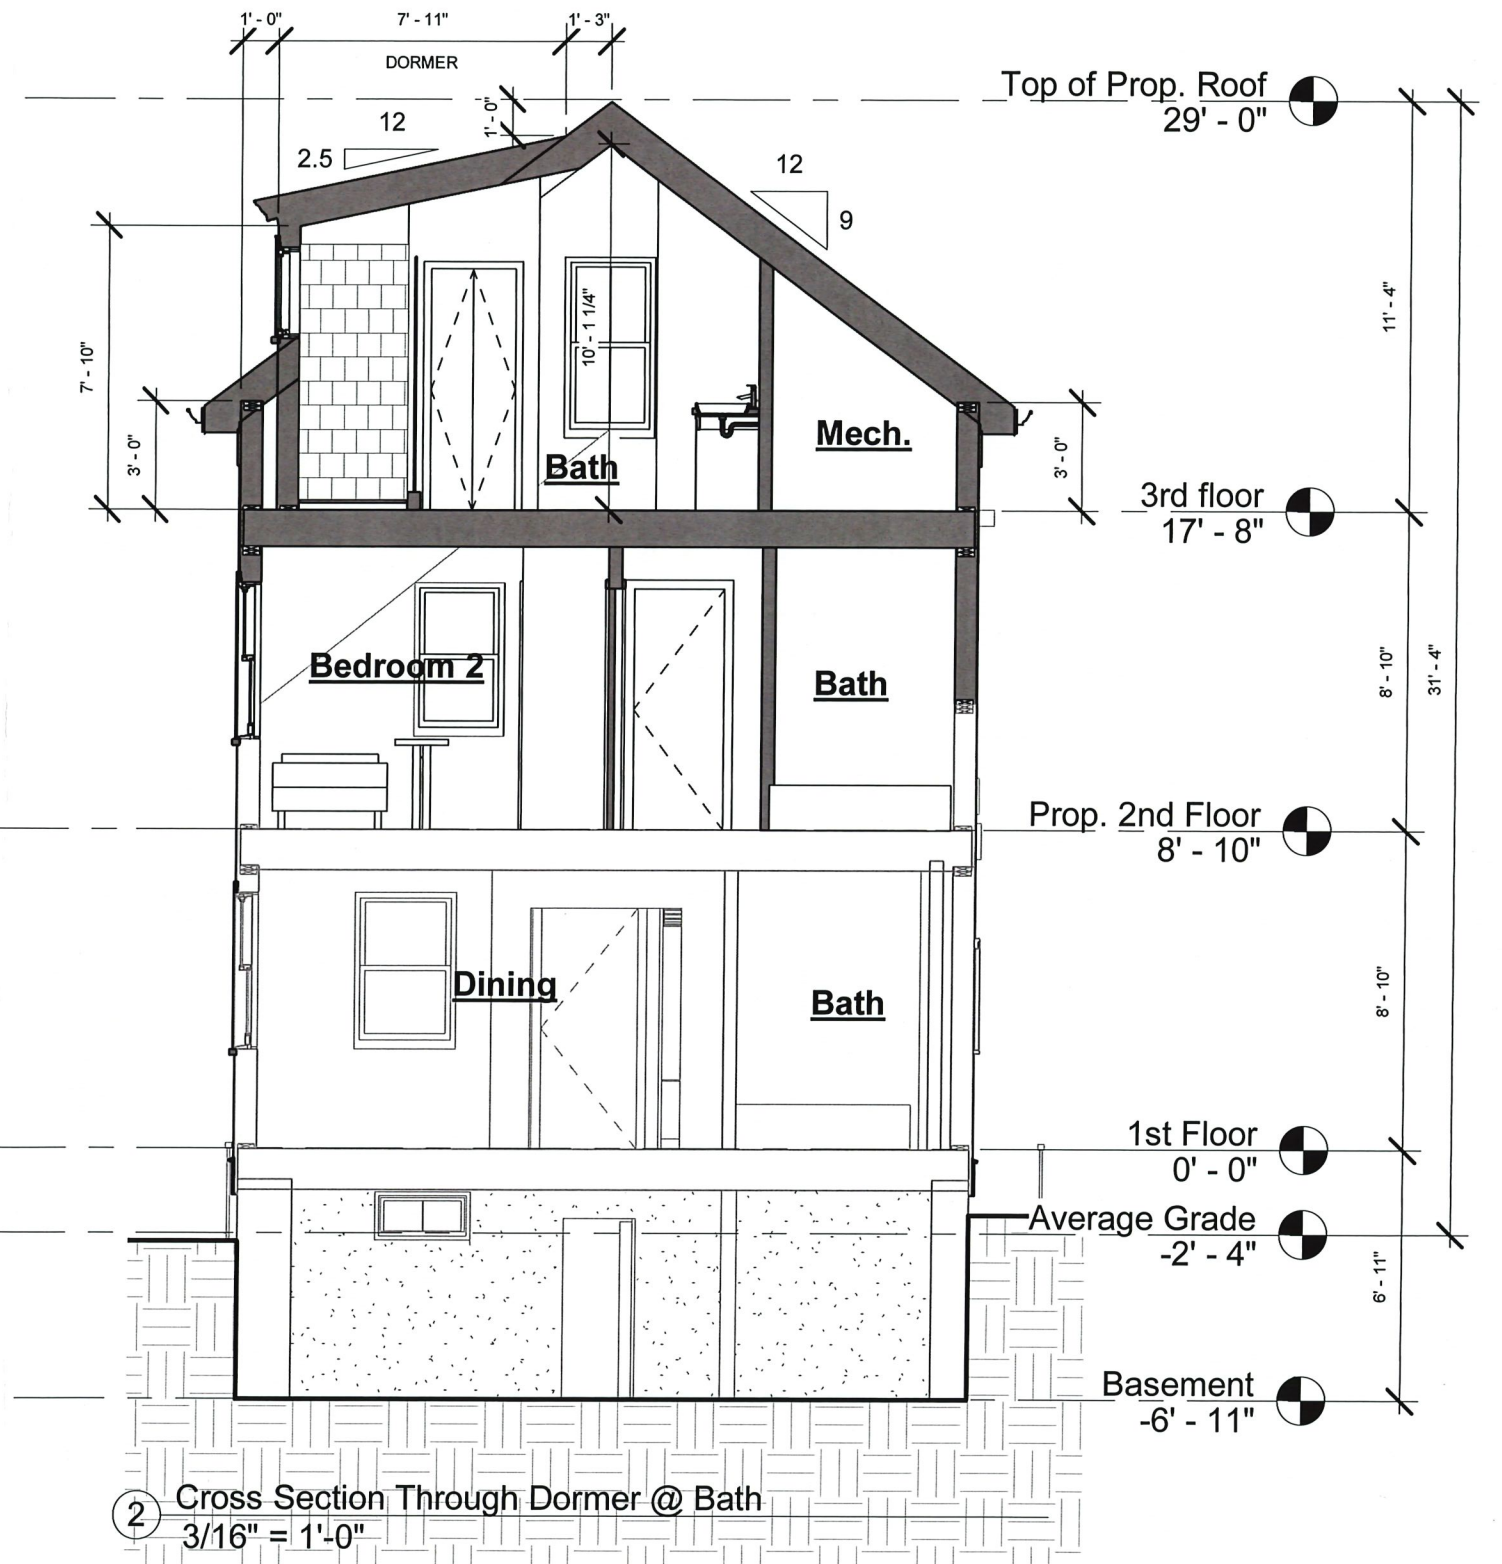 1' - 0"
7' - 11"
1' - 3"
DORMER
Top of Prop. Roof
29' - 0"
1' - 0"
12
2.5
12
9
11' - 4"
7' - 10"
10' - 1 1/4"
3' - 0"
Mech.
Bath
3' - 0"
3rd floor
17' - 8"
Bedroom 2
Bath
8' - 10"
31' - 4"
Prop. 2nd Floor
8' - 10"
Dining
Bath
8' - 10"
1st Floor
0' - 0"
Average Grade
-2' - 4"
6' - 11"
Basement
-6' - 11"
2
Cross Section Through Dormer @ Bath
3/16" = 1'-0"